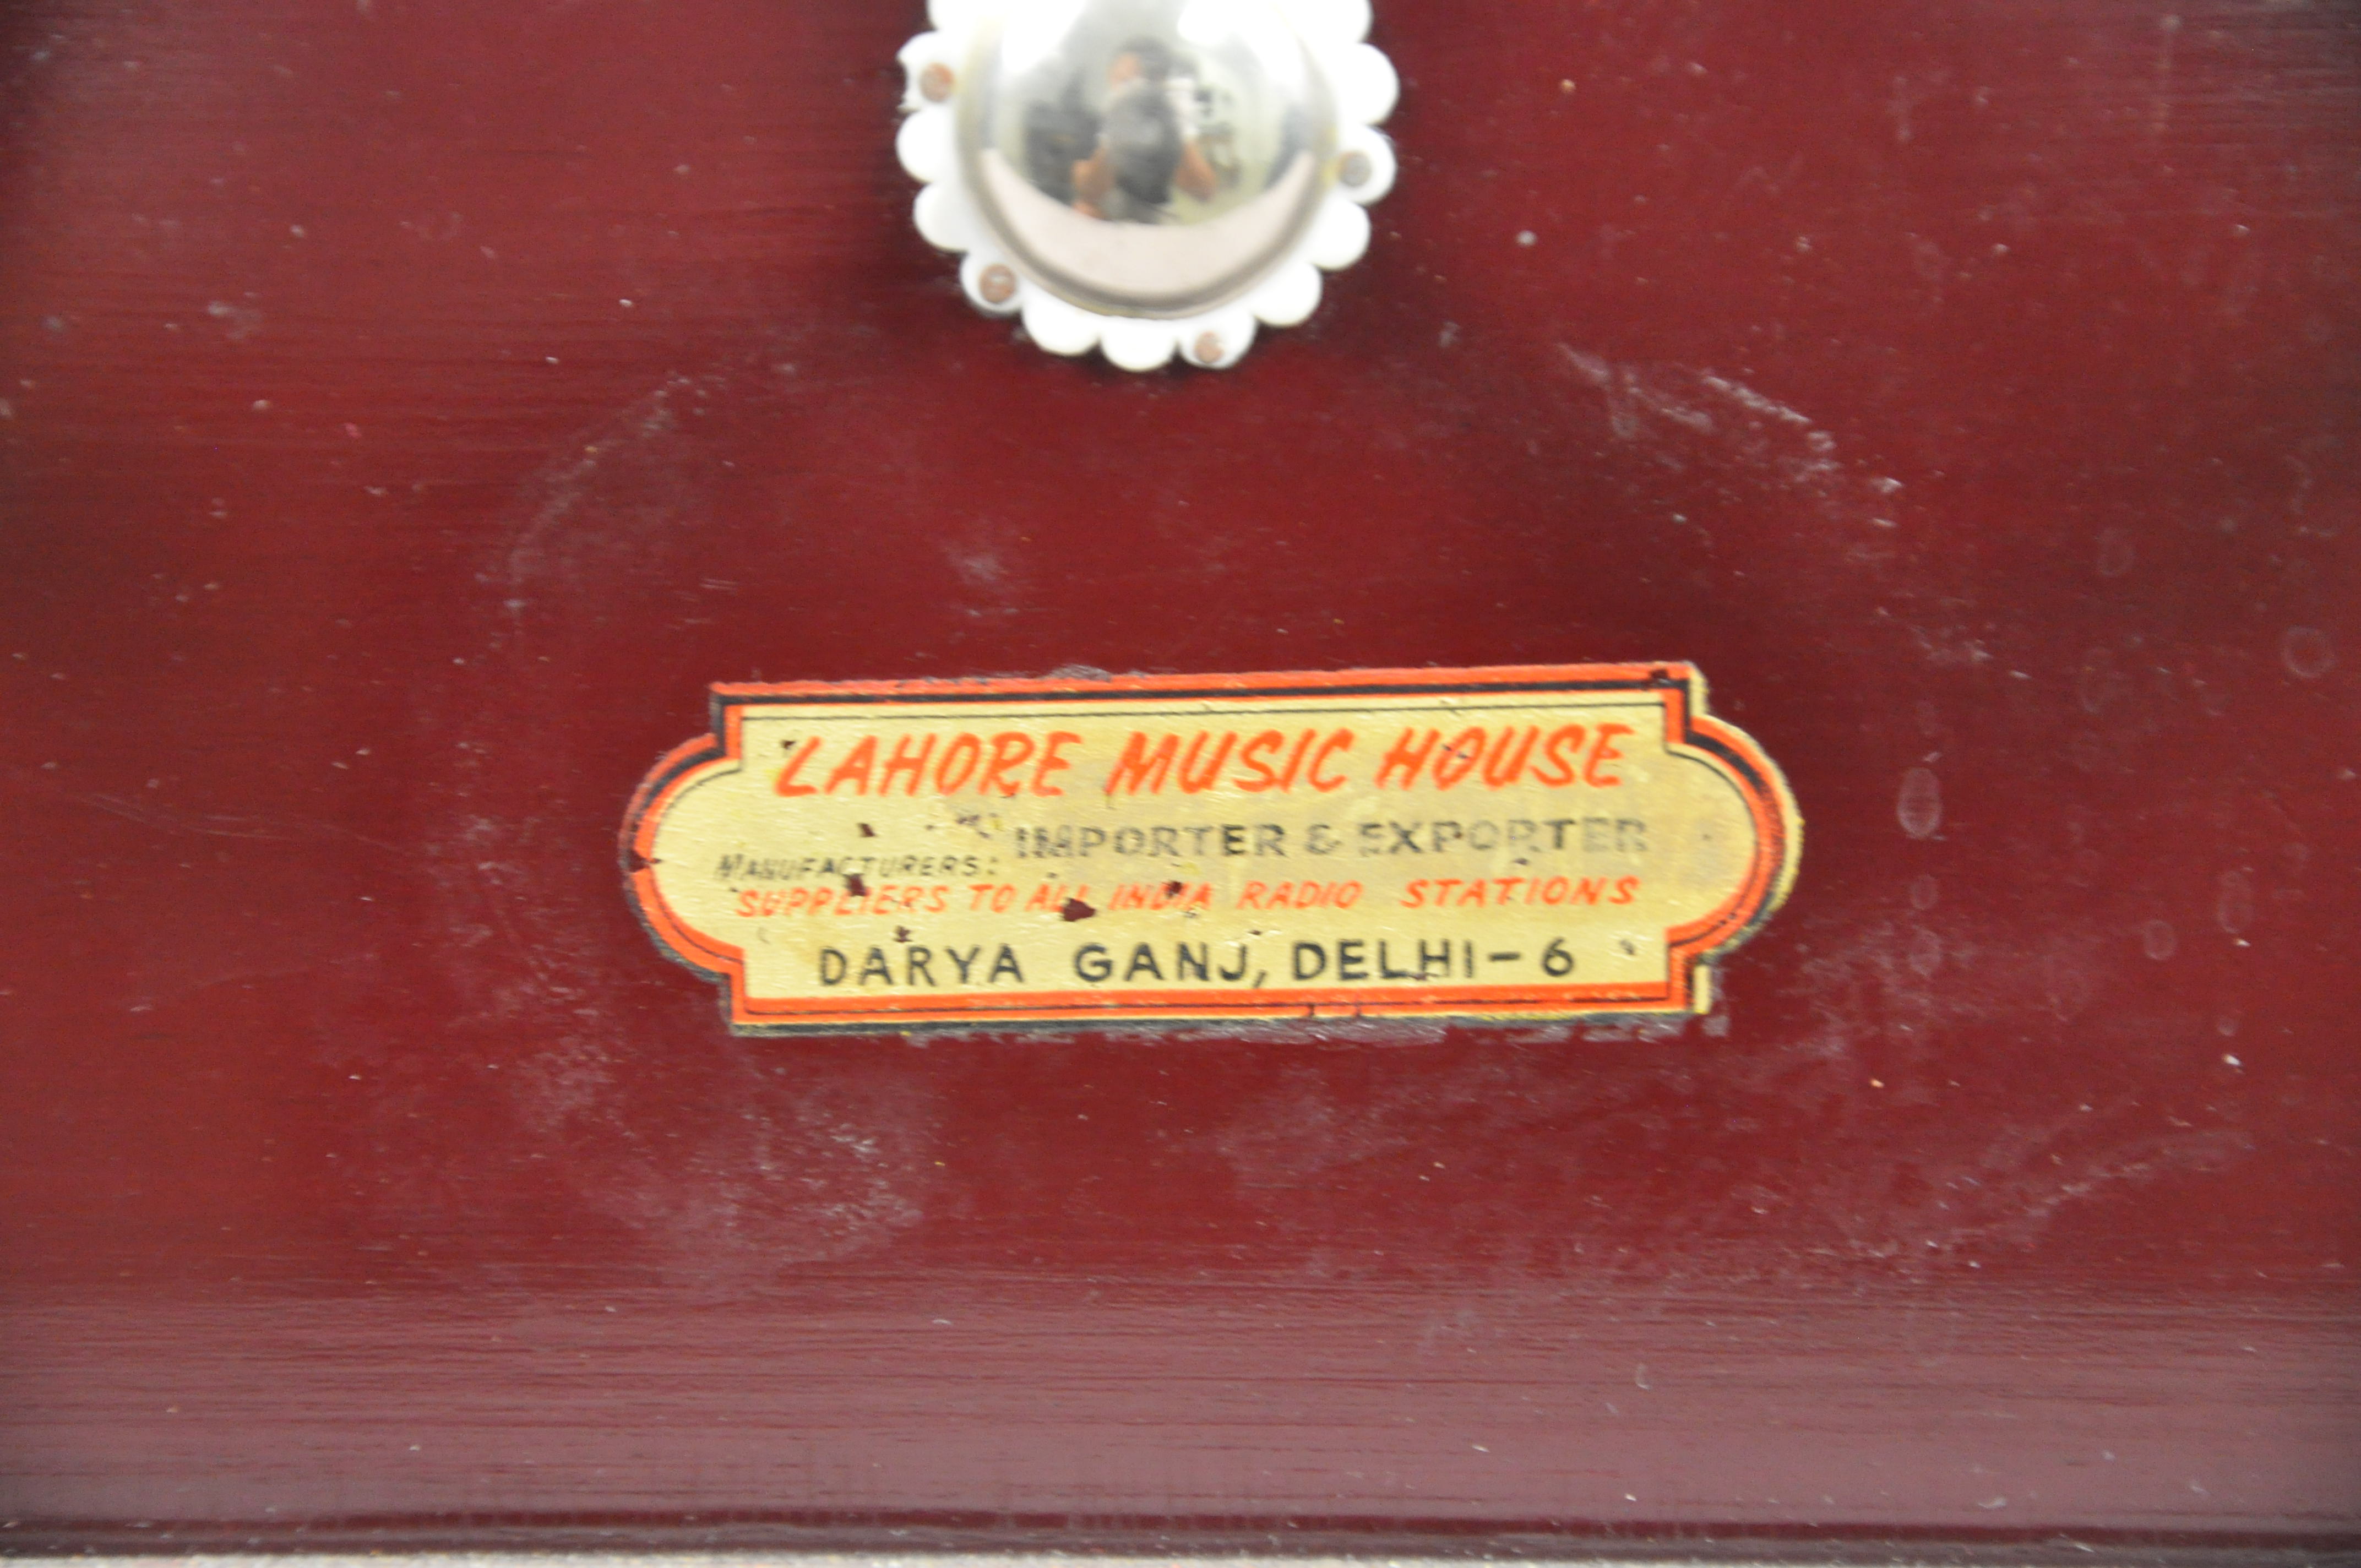 LAHORE MUSIC HOUSE
IMPORTER & EXPORTER
MANUFACTURERS:
SUPPLIERS TO ALL INDIA RADIO STATIONS
DARYA GANJ, DELHI-6